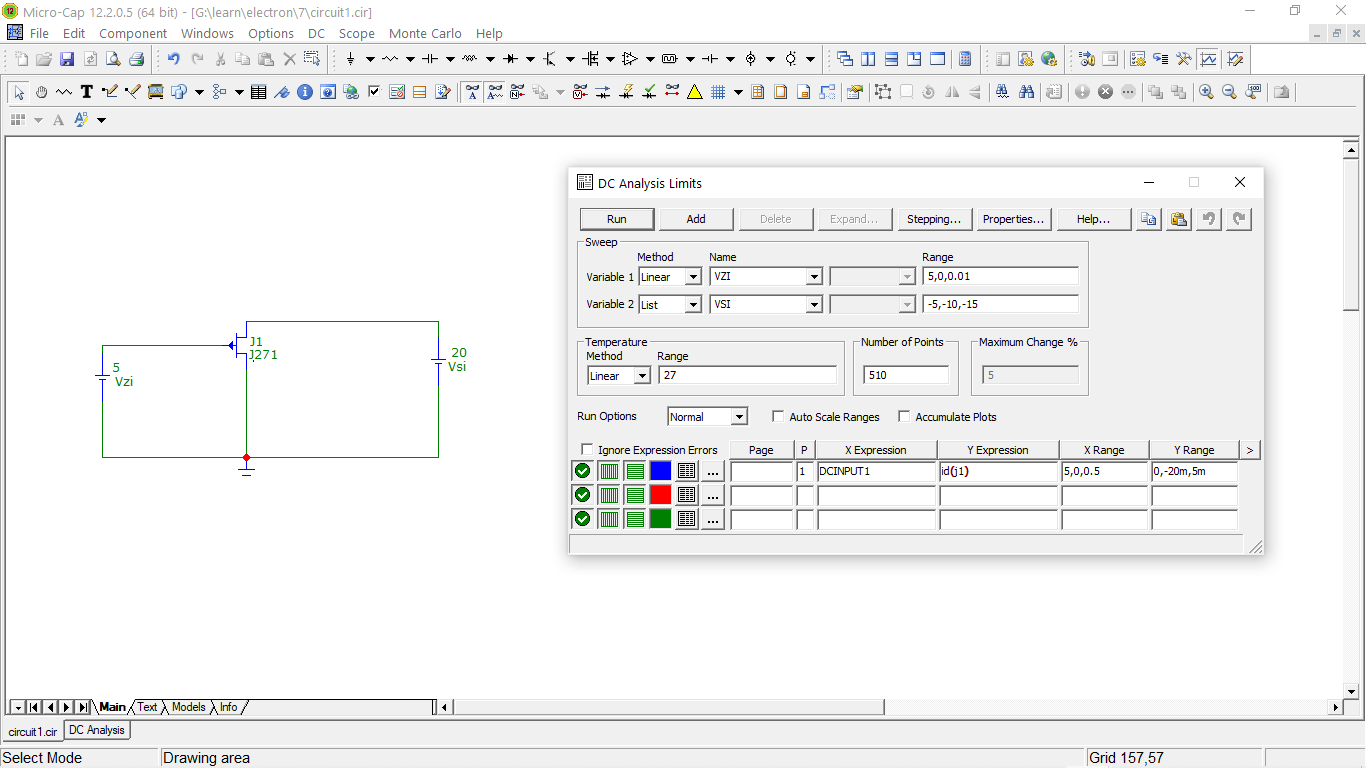 Micro-Cap 12.2.0.5 (64 bit) - [G:\learn\electron\7\circuit1.cir]
File Edit Component Windows Options DC Scope Monte Carlo Help
J1
J271
5
Vzi
20
Vsi
DC Analysis Limits
Run Add Delete Expand... Stepping... Properties... Help...
Sweep
Method Name Range
Variable 1 Linear VZI 5,0,0.01
Variable 2 List VSI -5,-10,-15
Temperature Number of Points Maximum Change %
Method Range
Linear 27 510 5
Run Options Normal Auto Scale Ranges Accumulate Plots
Ignore Expression Errors Page P X Expression Y Expression X Range Y Range >
... 1 DCINPUT1 id(j1) 5,0,0.5 0,-20m,5m
...
...
Main Text Models Info
circuit1.cir DC Analysis
Select Mode Drawing area Grid 157,57